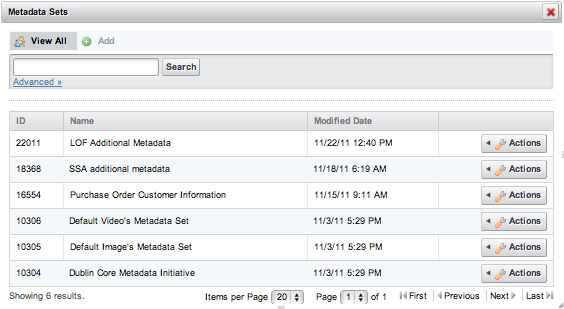 Metadata Sets
View All Add
Search
Advanced »
ID Name Modified Date
22011 LOF Additional Metadata 11/22/11 12:40 PM Actions
18368 SSA additional metadata 11/18/11 6:19 AM Actions
16554 Purchase Order Customer Information 11/15/11 9:11 AM Actions
10306 Default Video's Metadata Set 11/3/11 5:29 PM Actions
10305 Default Image's Metadata Set 11/3/11 5:29 PM Actions
10304 Dublin Core Metadata Initiative 11/3/11 5:29 PM Actions
Showing 6 results. Items per Page 20 Page 1 of 1 First Previous Next Last